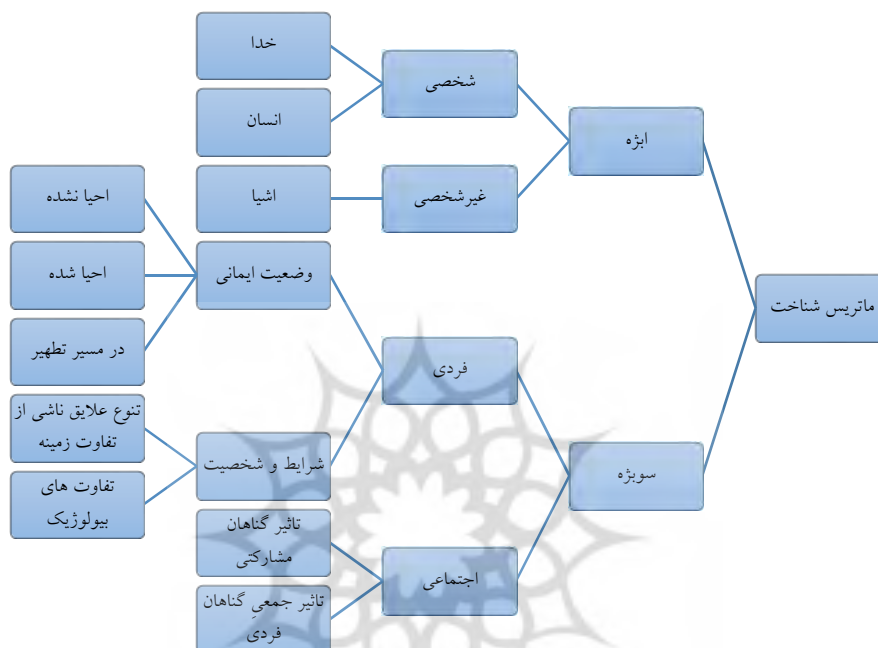 ماتریس شناخت
ابژه
شخصی
خدا
انسان
غیرشخصی
اشیا
سوبژه
فردی
وضعیت ایمانی
احیا نشده
احیا شده
در مسیر تطهیر
شرایط و شخصیت
تنوع علایق ناشی از
تفاوت زمینه
تفاوت های
بیولوژیک
اجتماعی
تاثیر گناهان
مشارکتی
تاثیر جمعیِ گناهان
فردی